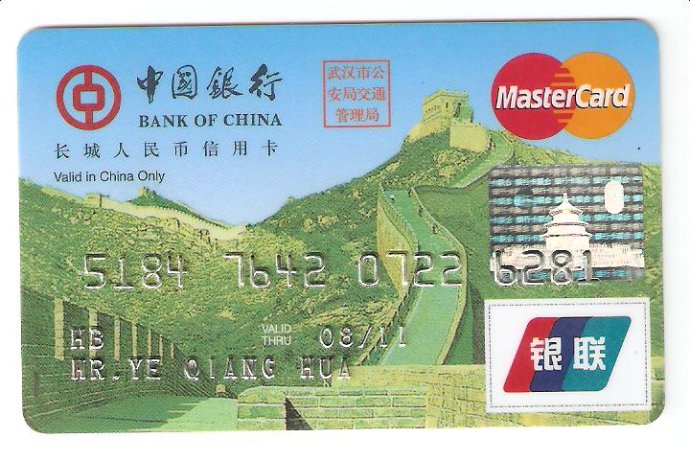 中國銀行
BANK OF CHINA
长城人民币信用卡
Valid in China Only
武汉市公
安局交通
管理局
MasterCard
5184 7642 0722 6281
HB VALID THRU 08/11
MR.YE QIANG HUA
银联